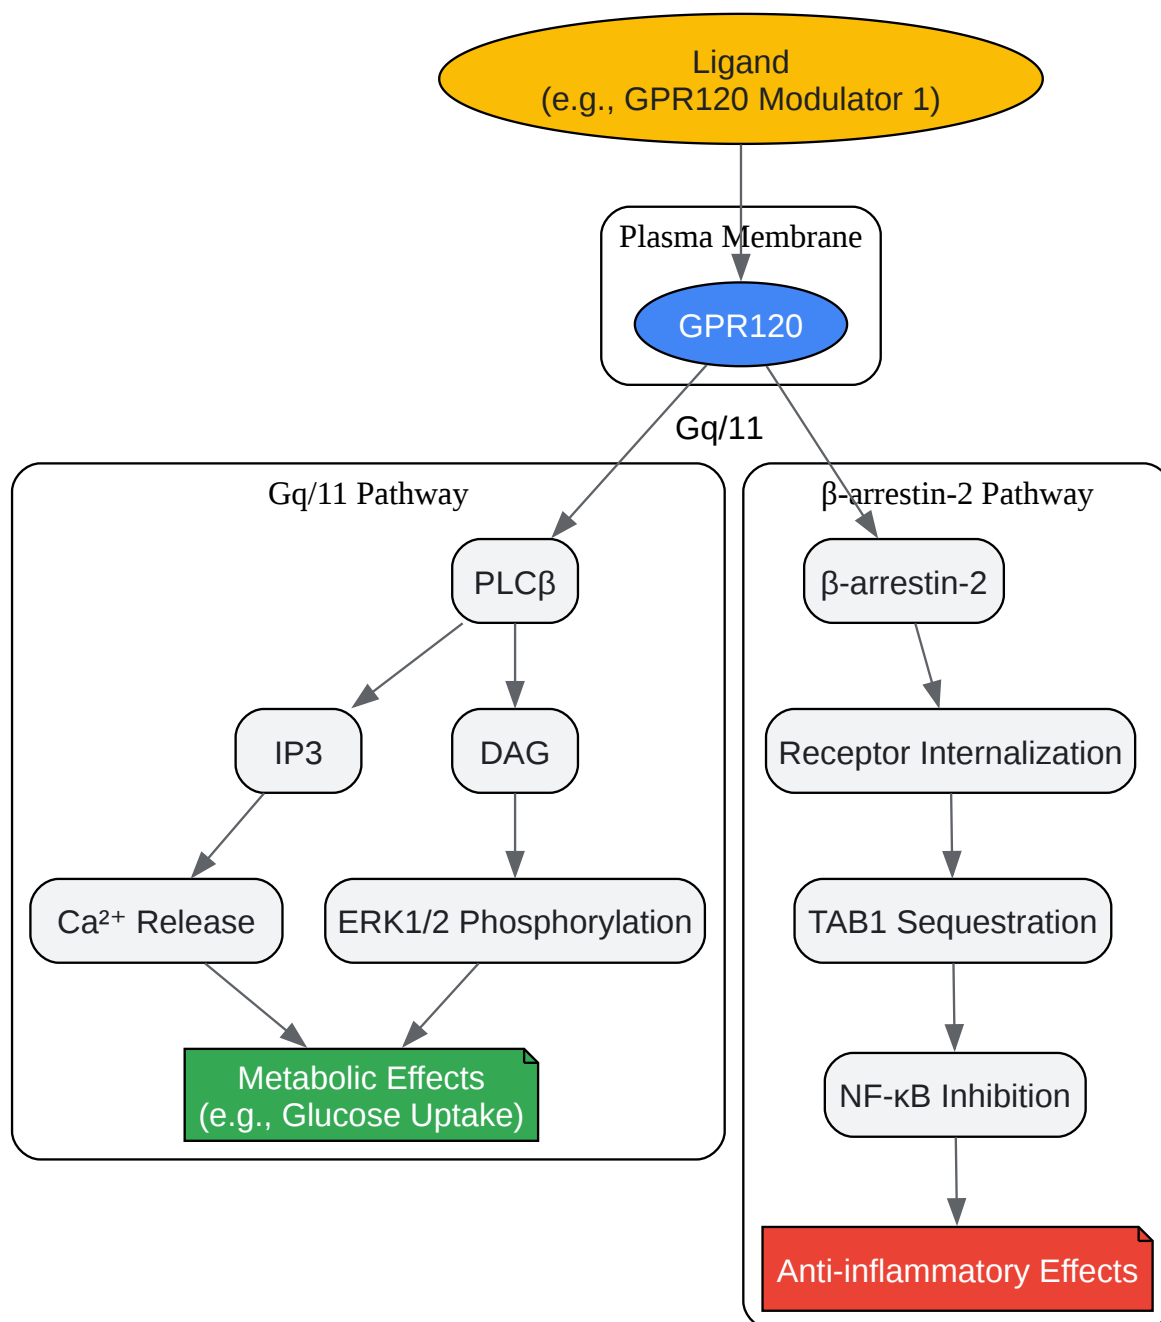 Ligand
(e.g., GPR120 Modulator 1)
Plasma Membrane
GPR120
Gq/11
Gq/11 Pathway
β-arrestin-2 Pathway
PLCβ
β-arrestin-2
IP3
DAG
Receptor Internalization
Ca²⁺ Release
ERK1/2 Phosphorylation
TAB1 Sequestration
Metabolic Effects
(e.g., Glucose Uptake)
NF-κB Inhibition
Anti-inflammatory Effects